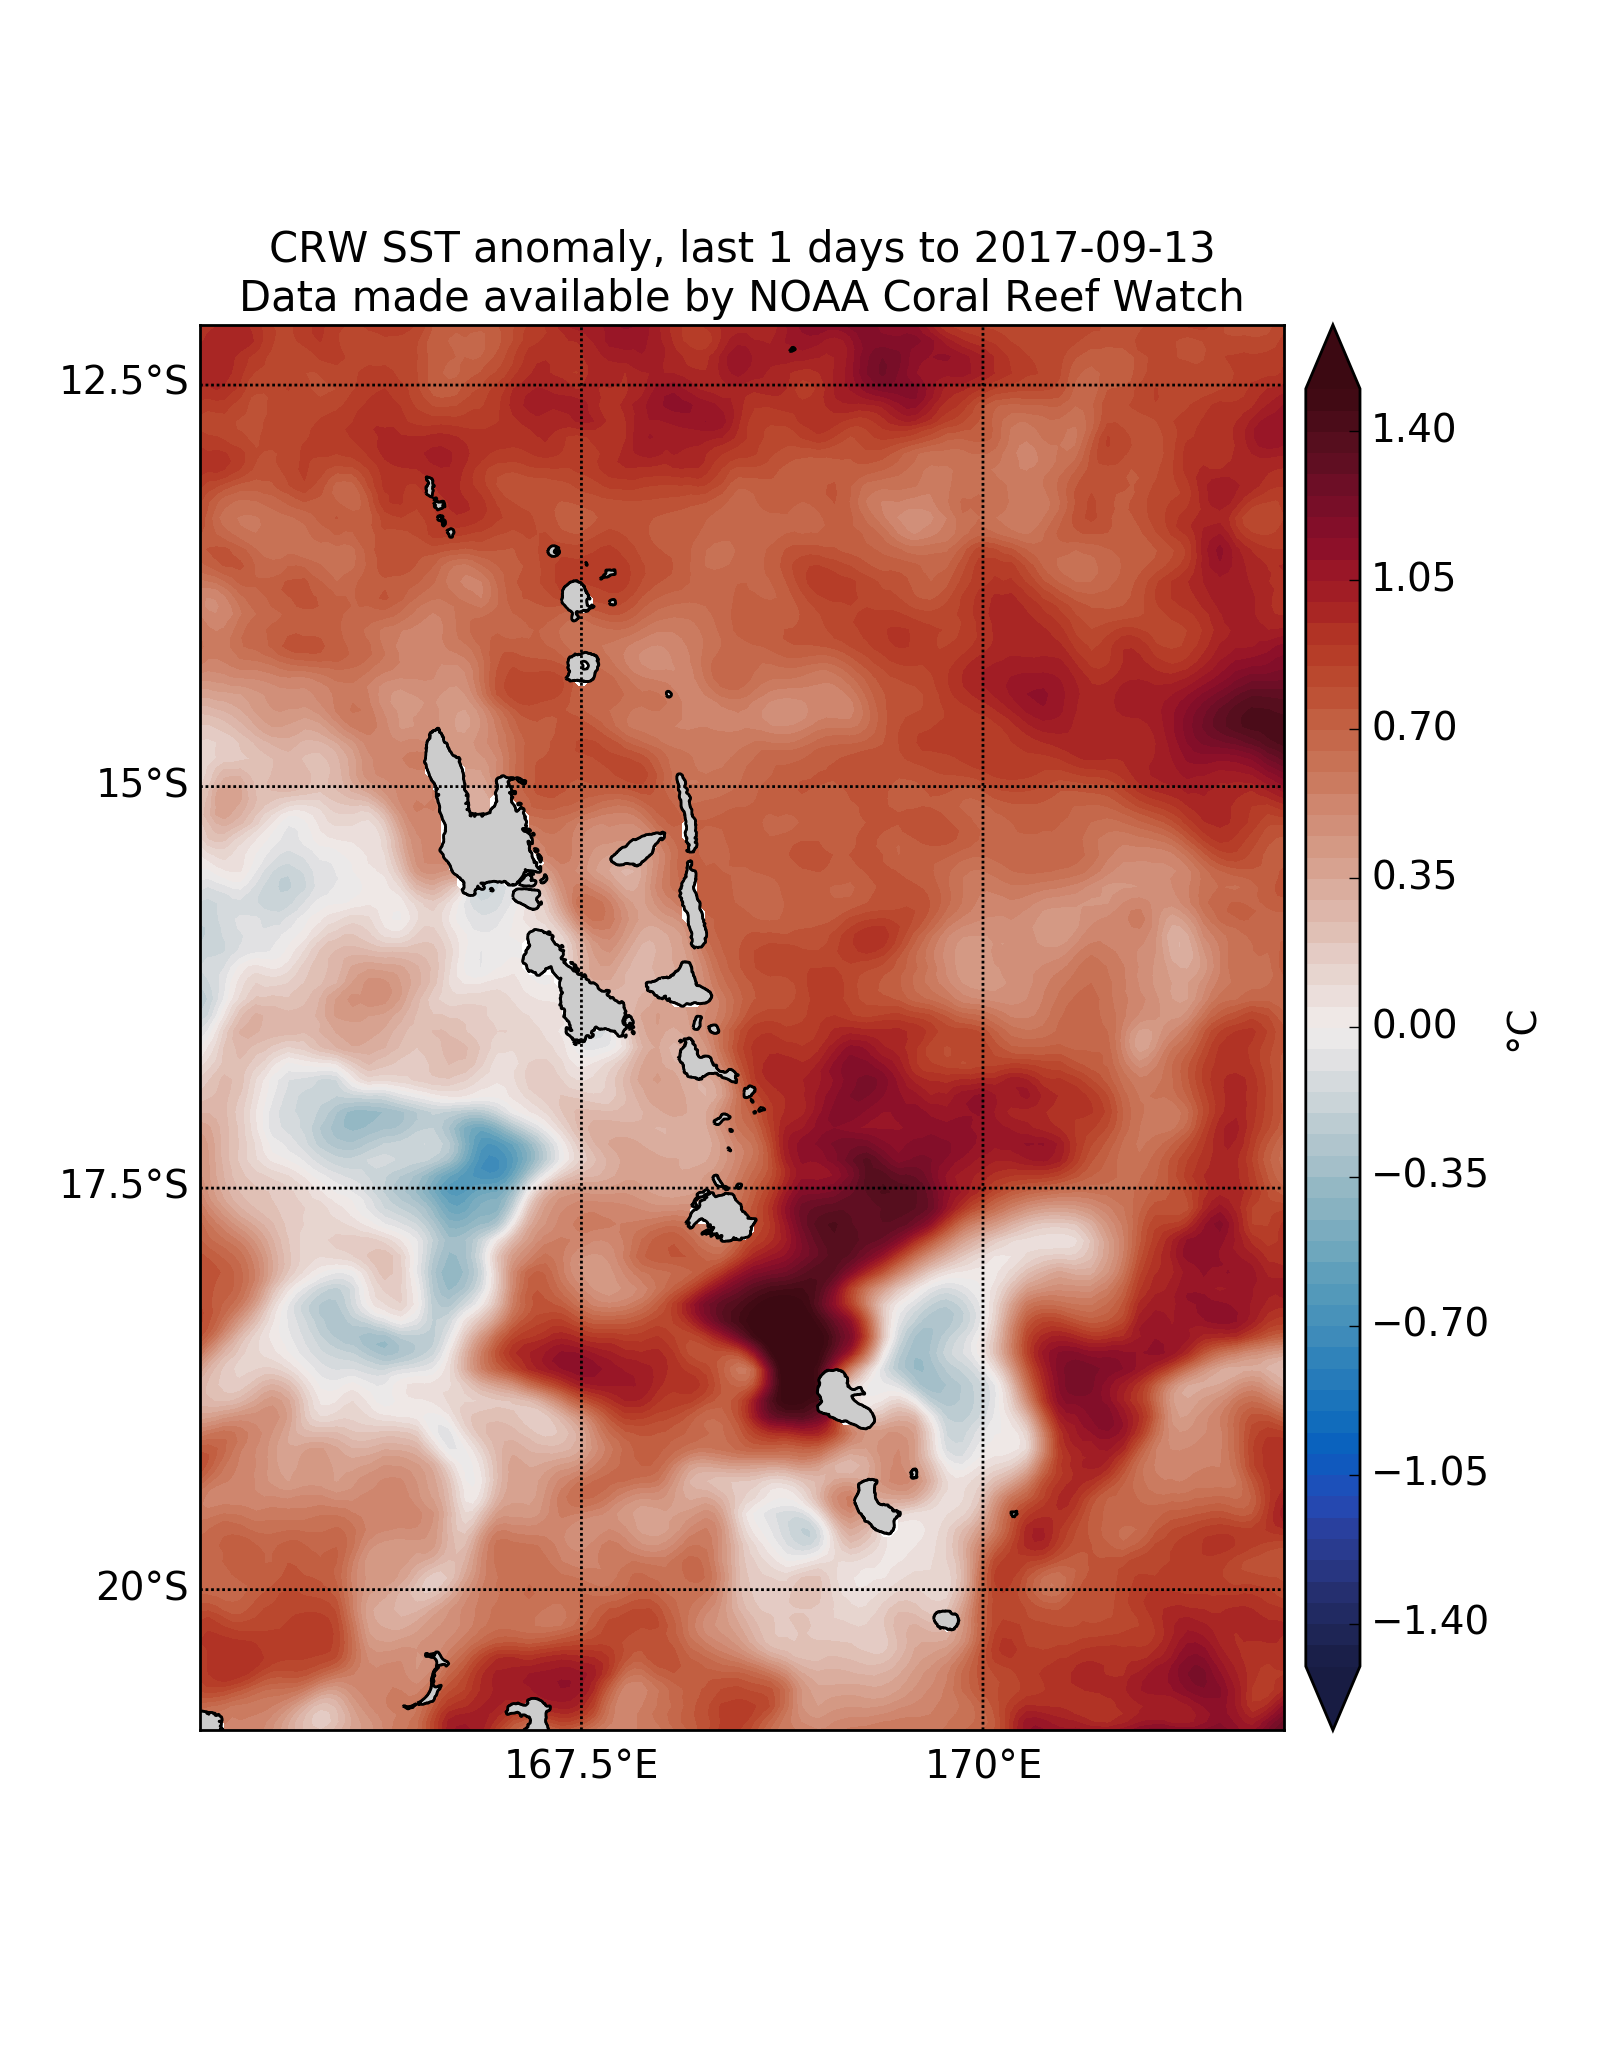 CRW SST anomaly, last 1 days to 2017-09-13
Data made available by NOAA Coral Reef Watch
12.5°S
15°S
17.5°S
20°S
167.5°E
170°E
1.40
1.05
0.70
0.35
0.00
−0.35
−0.70
−1.05
−1.40
°C